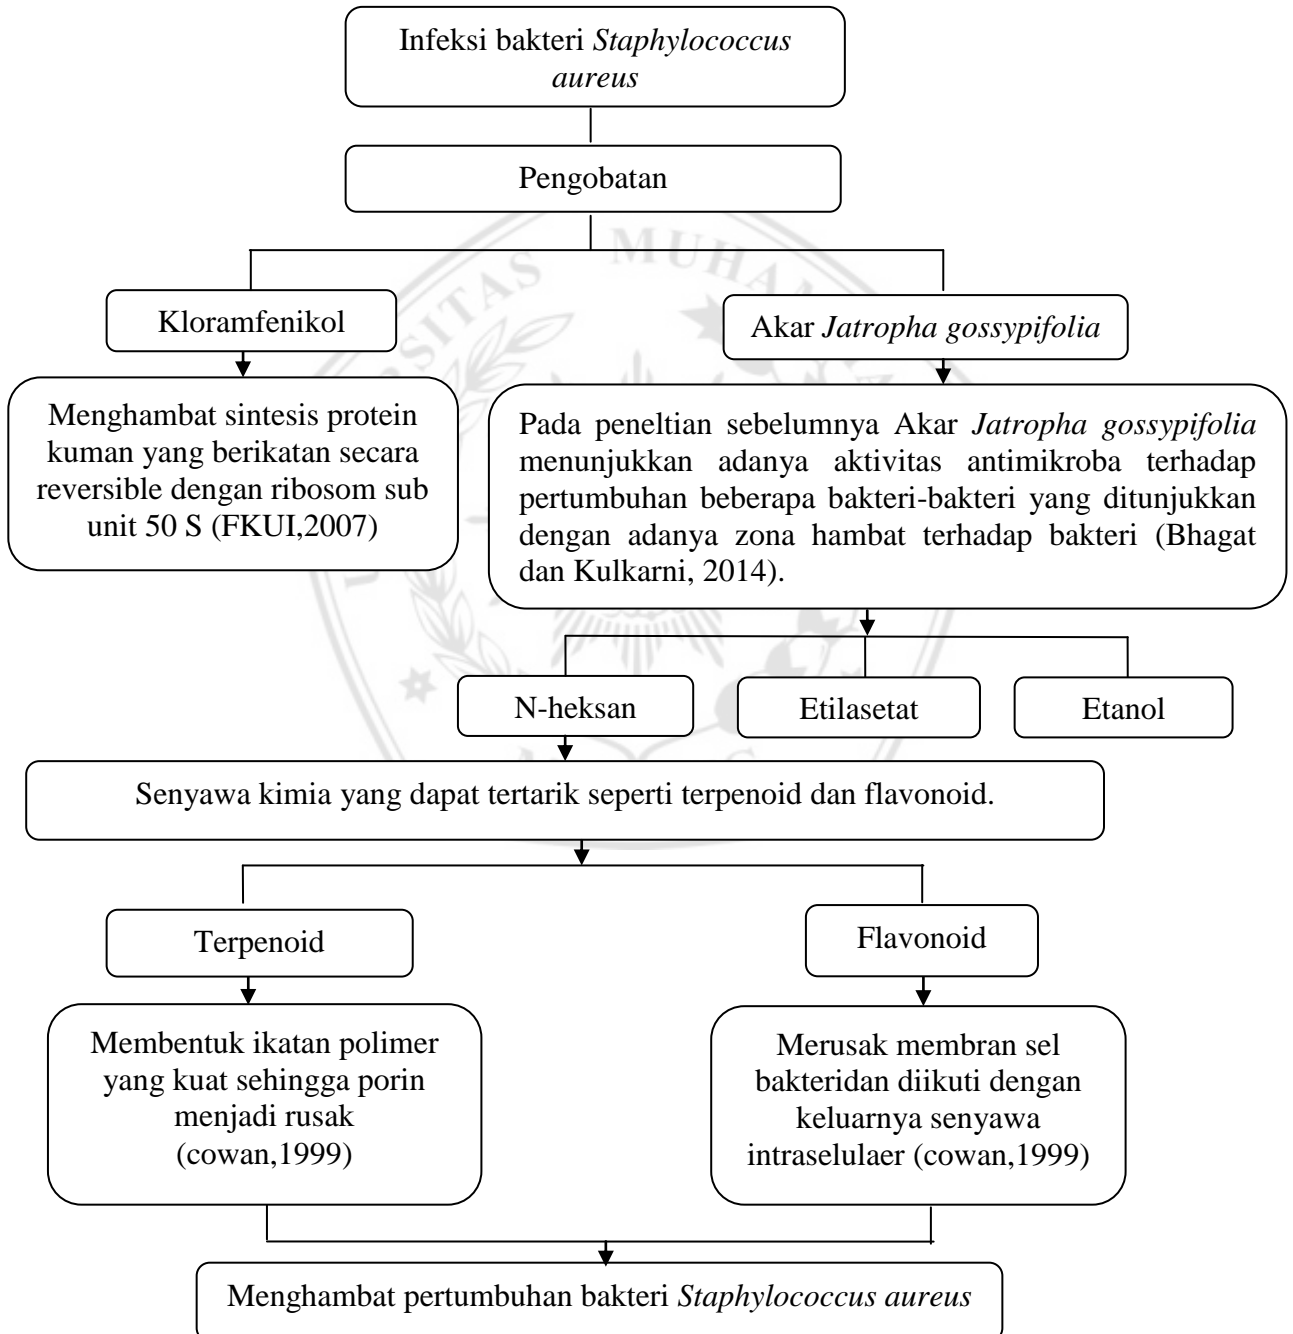 Infeksi bakteri Staphylococcus
aureus
Pengobatan
Kloramfenikol
Akar Jatropha gossypifolia
Menghambat sintesis protein
kuman yang berikatan secara
reversible dengan ribosom sub
unit 50 S (FKUI,2007)
Pada peneltian sebelumnya Akar Jatropha gossypifolia
menunjukkan adanya aktivitas antimikroba terhadap
pertumbuhan beberapa bakteri-bakteri yang ditunjukkan
dengan adanya zona hambat terhadap bakteri (Bhagat
dan Kulkarni, 2014).
N-heksan
Etilasetat
Etanol
Senyawa kimia yang dapat tertarik seperti terpenoid dan flavonoid.
Terpenoid
Flavonoid
Membentuk ikatan polimer
yang kuat sehingga porin
menjadi rusak
(cowan,1999)
Merusak membran sel
bakteridan diikuti dengan
keluarnya senyawa
intraselulaer (cowan,1999)
Menghambat pertumbuhan bakteri Staphylococcus aureus